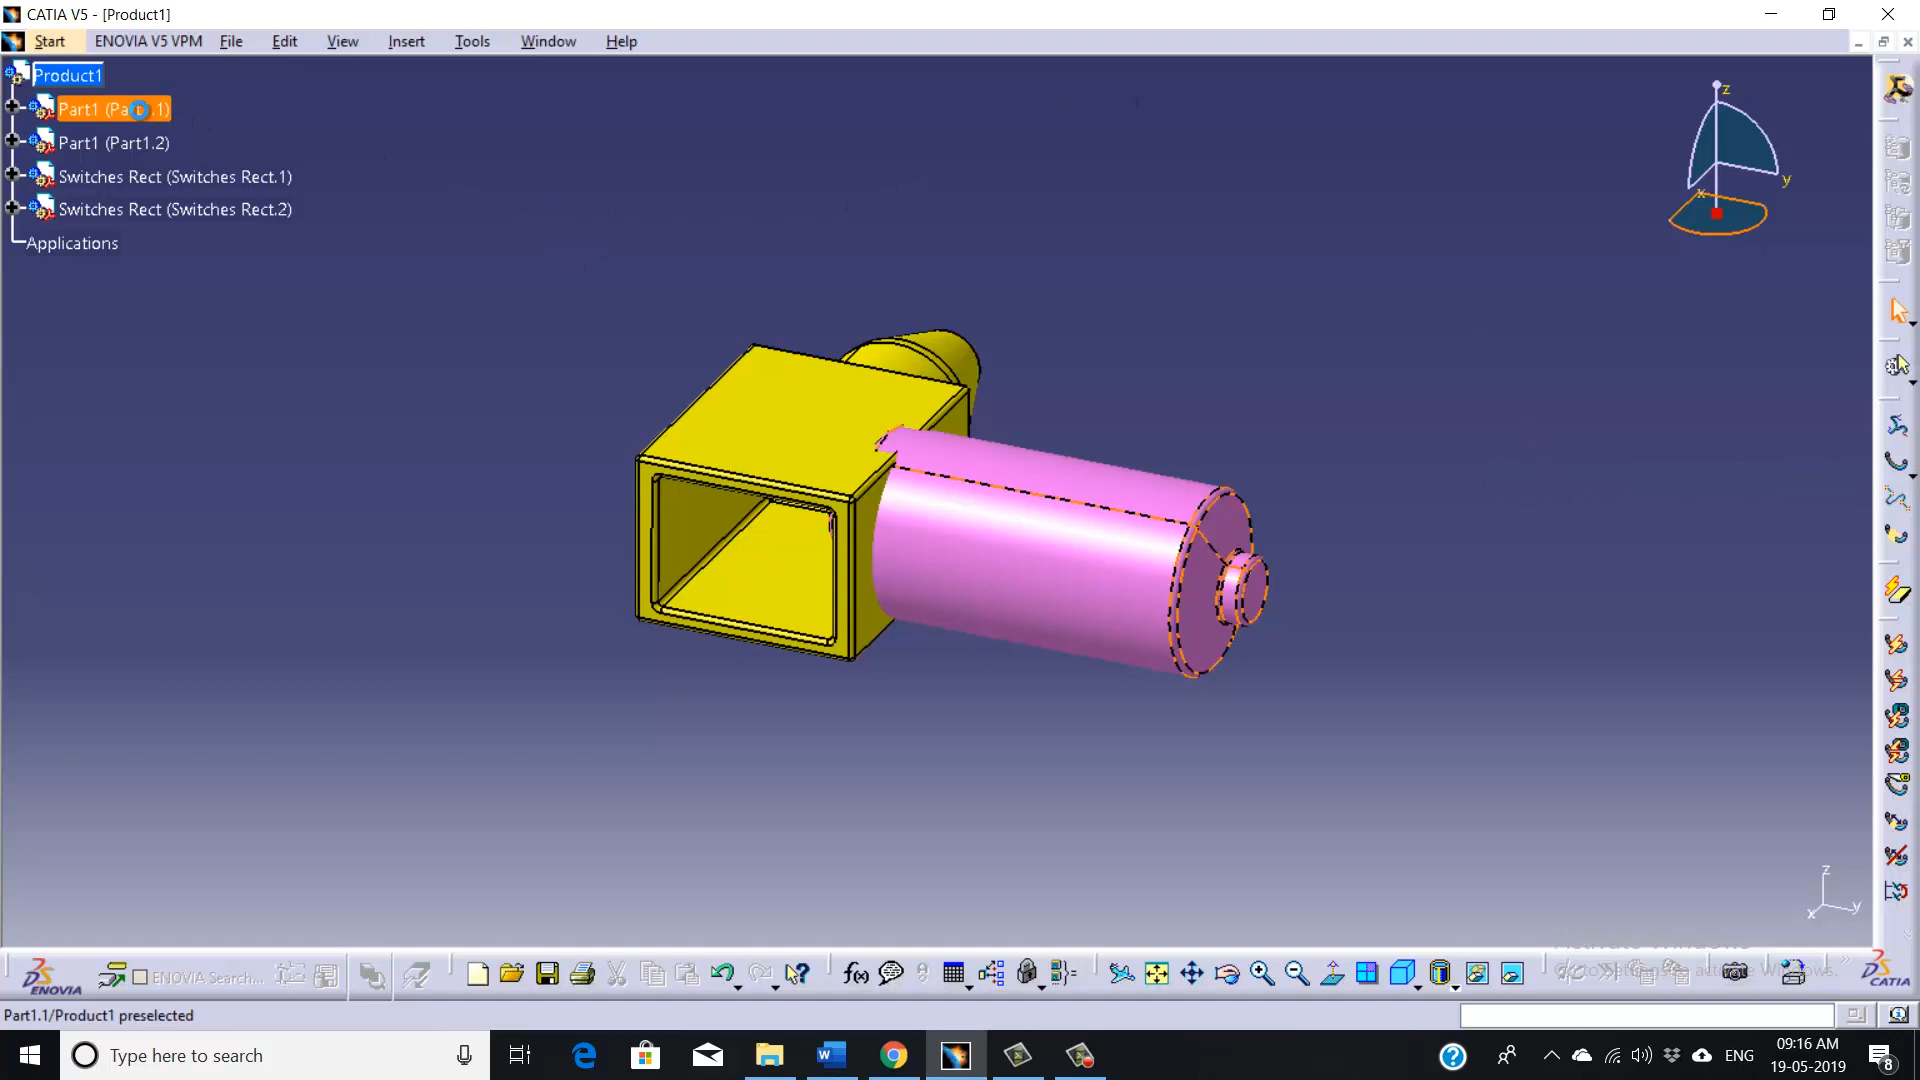 CATIA V5 - [Product1]
Start ENOVIA V5 VPM File Edit View Insert Tools Window Help
Product1
Part1 (Part1.1)
Part1 (Part1.2)
Switches Rect (Switches Rect.1)
Switches Rect (Switches Rect.2)
Applications
z
y
x
z
x
y
ENOVIA
ENOVIA Search...
f(x)
CATIA
Part1.1/Product1 preselected
Type here to search
ENG
09:16 AM
19-05-2019
8